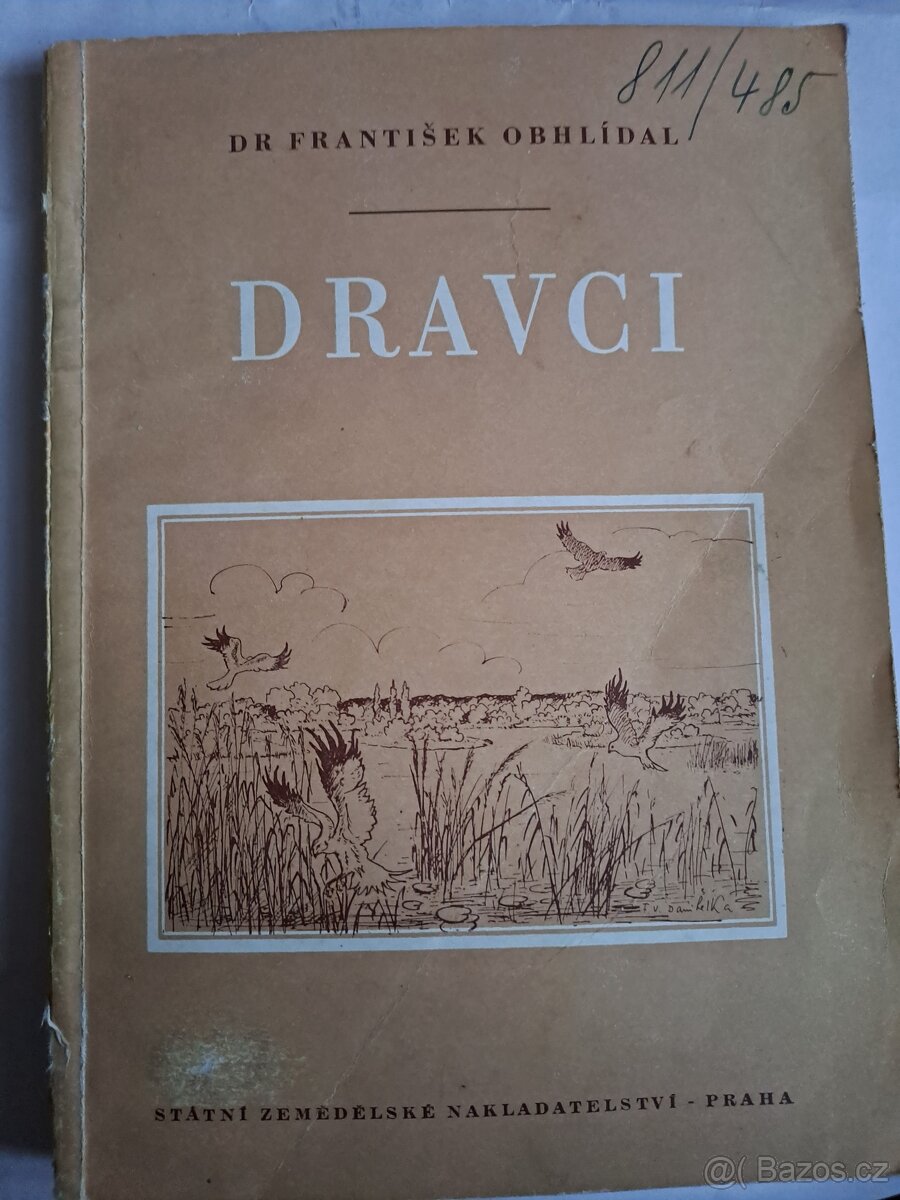 811/485
DR FRANTIŠEK OBHLÍDAL
DRAVCI
STÁTNÍ ZEMĚDĚLSKÉ NAKLADATELSTVÍ - PRAHA
@( Bazos.cz